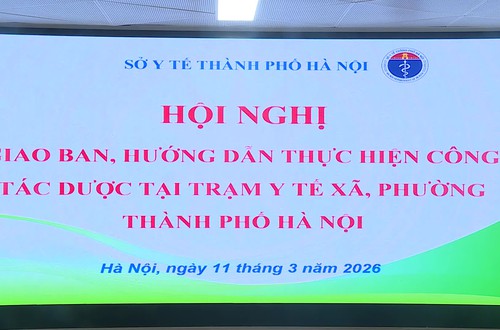 SỞ Y TẾ THÀNH PHỐ HÀ NỘI
HỘI NGHỊ
GIAO BAN, HƯỚNG DẪN THỰC HIỆN CÔNG
TÁC DƯỢC TẠI TRẠM Y TẾ XÃ, PHƯỜNG
THÀNH PHỐ HÀ NỘI
Hà Nội, ngày 11 tháng 3 năm 2026